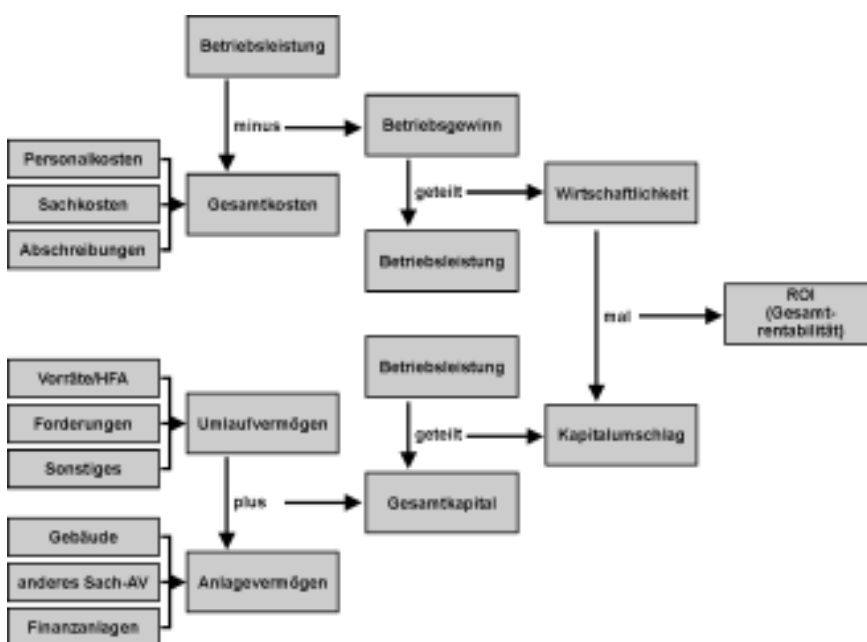 Betriebsleistung
minus
Betriebsgewinn
Personalkosten
Sachkosten
Abschreibungen
Gesamtkosten
geteilt
Wirtschaftlichkeit
Betriebsleistung
mal
ROI
(Gesamt-
rentabilität)
Betriebsleistung
Vorräte/HFA
Forderungen
Sonstiges
Umlaufvermögen
geteilt
Kapitalumschlag
plus
Gesamtkapital
Gebäude
anderes Sach-AV
Finanzanlagen
Anlagevermögen